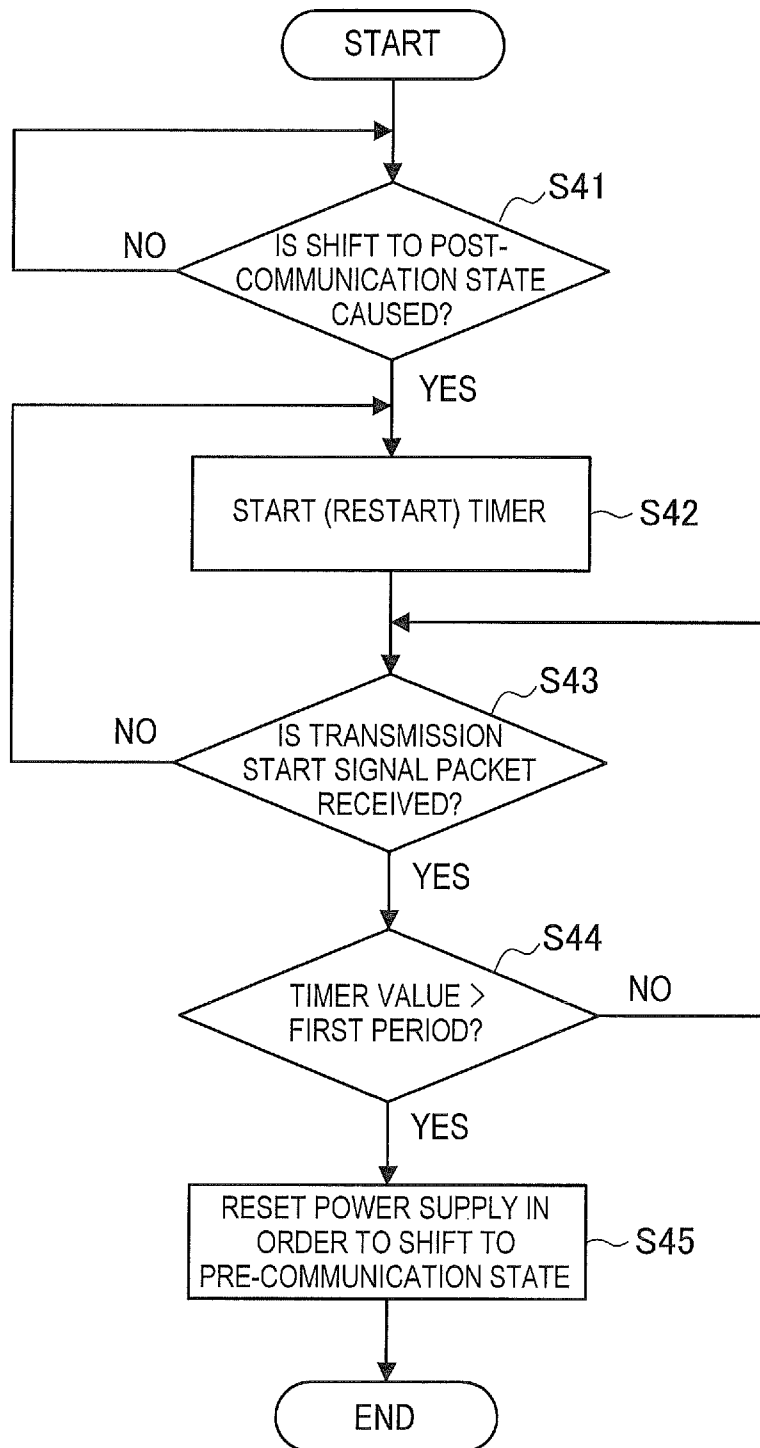 START
S41
NO
IS SHIFT TO POST-
COMMUNICATION STATE
CAUSED?
YES
START (RESTART) TIMER
S42
S43
NO
IS TRANSMISSION
START SIGNAL PACKET
RECEIVED?
YES
S44
TIMER VALUE >
FIRST PERIOD?
NO
YES
RESET POWER SUPPLY IN
ORDER TO SHIFT TO
PRE-COMMUNICATION STATE
S45
END